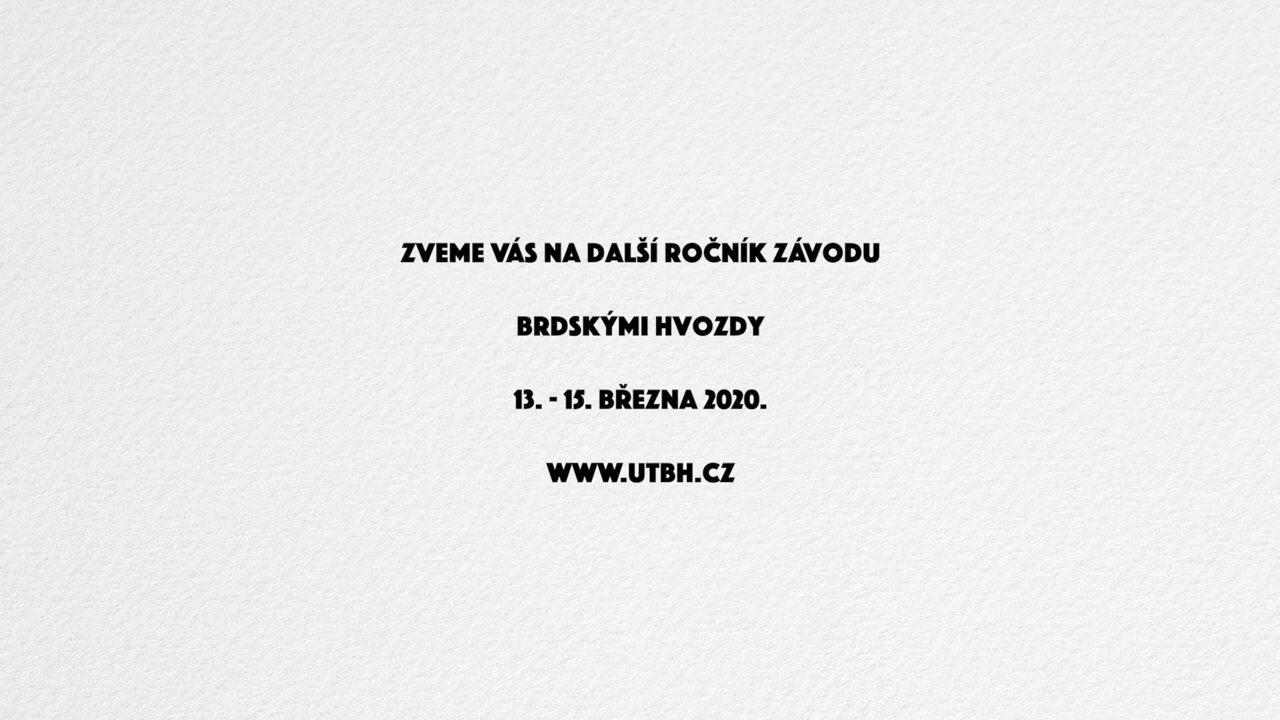 ZVEME VÁS NA DALŠÍ ROČNÍK ZÁVODU
BRDSKÝMI HVOZDY
13. - 15. BŘEZNA 2020.
WWW.UTBH.CZ